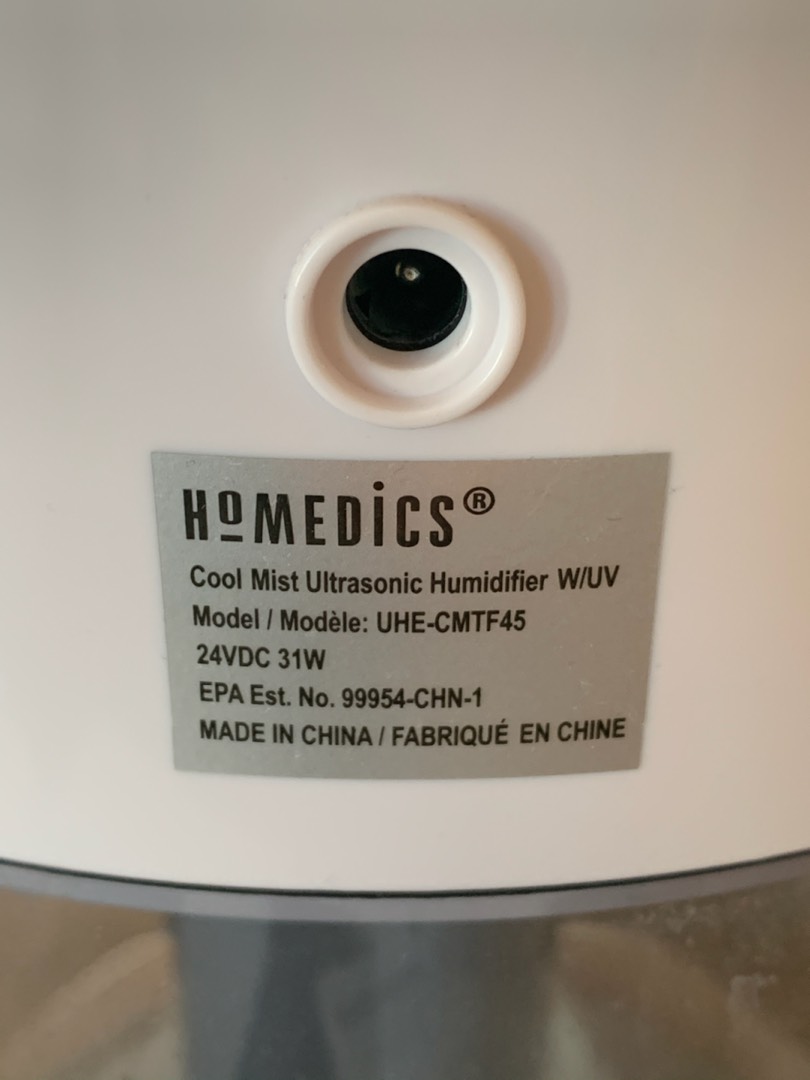 HoMEDiCS®
Cool Mist Ultrasonic Humidifier W/UV
Model / Modèle: UHE-CMTF45
24VDC 31W
EPA Est. No. 99954-CHN-1
MADE IN CHINA / FABRIQUÉ EN CHINE